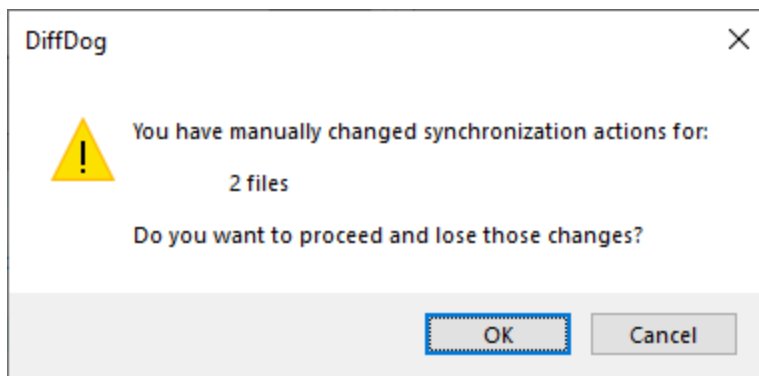 DiffDog
You have manually changed synchronization actions for:
2 files
Do you want to proceed and lose those changes?
OK
Cancel